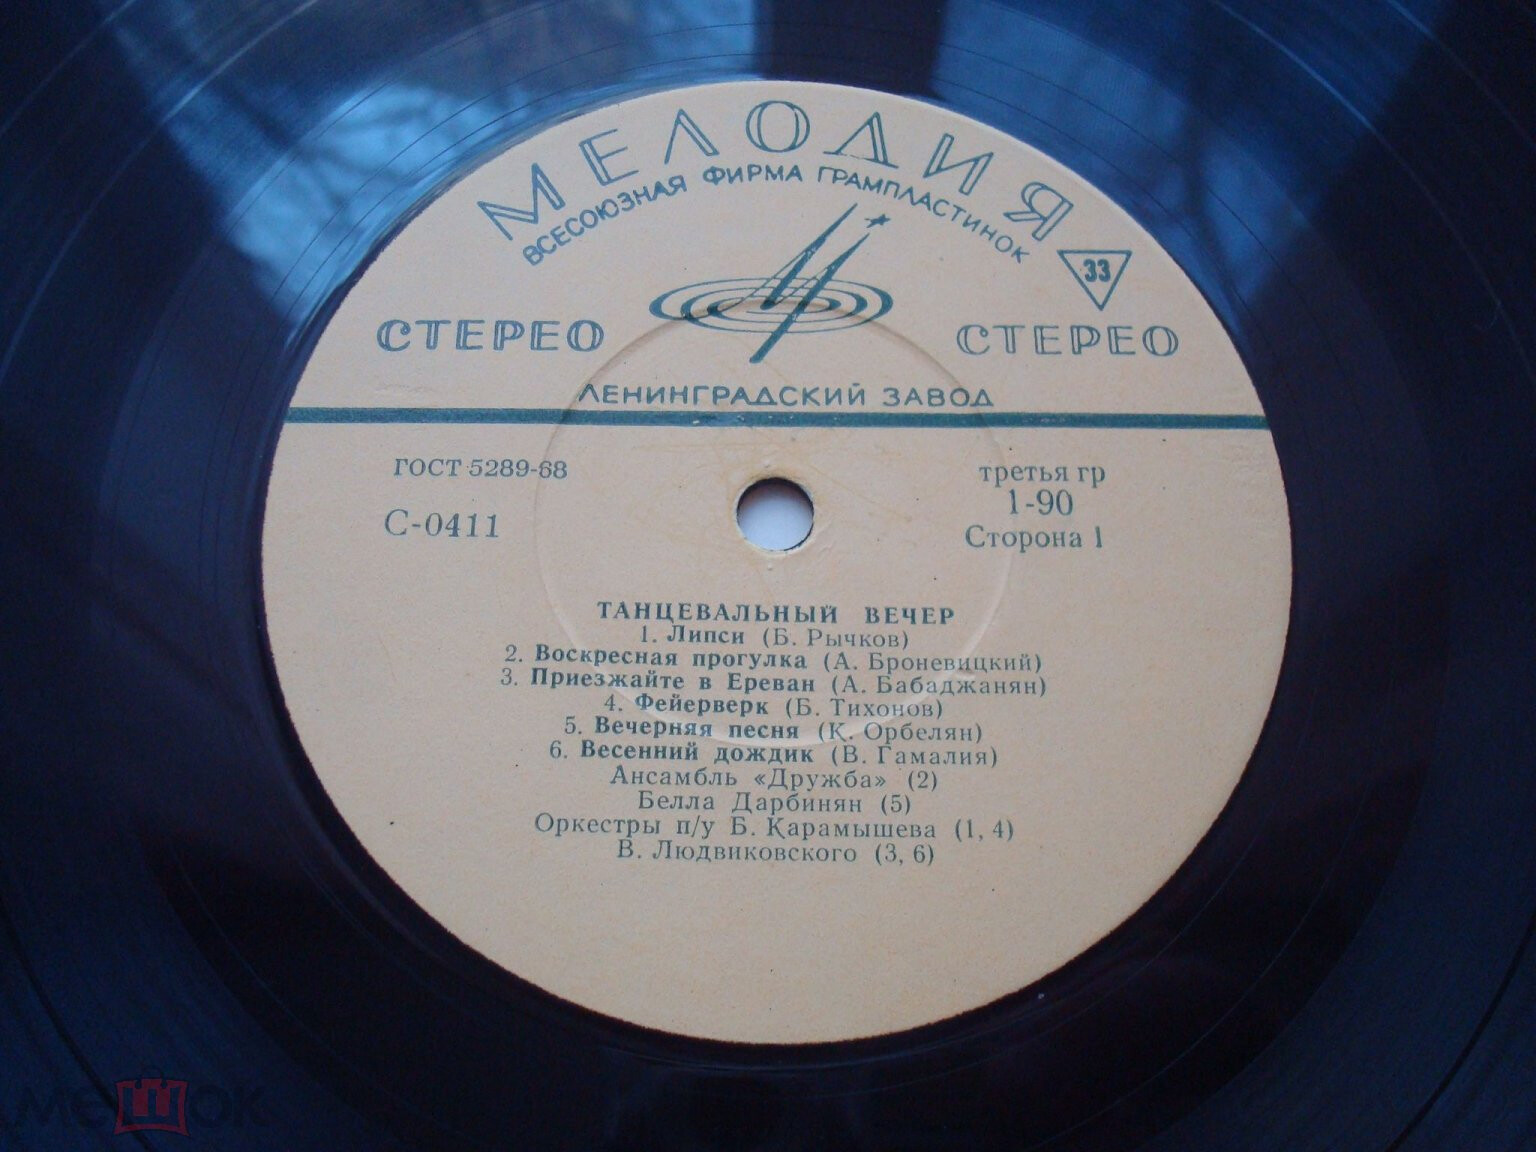 МЕЛОДИЯ
ВСЕСОЮЗНАЯ ФИРМА ГРАМПЛАСТИНОК
33
СТЕРЕО СТЕРЕО
ЛЕНИНГРАДСКИЙ ЗАВОД
ГОСТ 5289-68
третья гр
1-90
С-0411
Сторона 1
ТАНЦЕВАЛЬНЫЙ ВЕЧЕР
1. Липси (Б. Рычков)
2. Воскресная прогулка (А. Броневицкий)
3. Приезжайте в Ереван (А. Бабаджанян)
4. Фейерверк (Б. Тихонов)
5. Вечерняя песня (К. Орбелян)
6. Весенний дождик (В. Гамалия)
Ансамбль «Дружба» (2)
Белла Дарбинян (5)
Оркестры п/у Б. Карамышева (1, 4)
В. Людвиковского (3, 6)
мешок